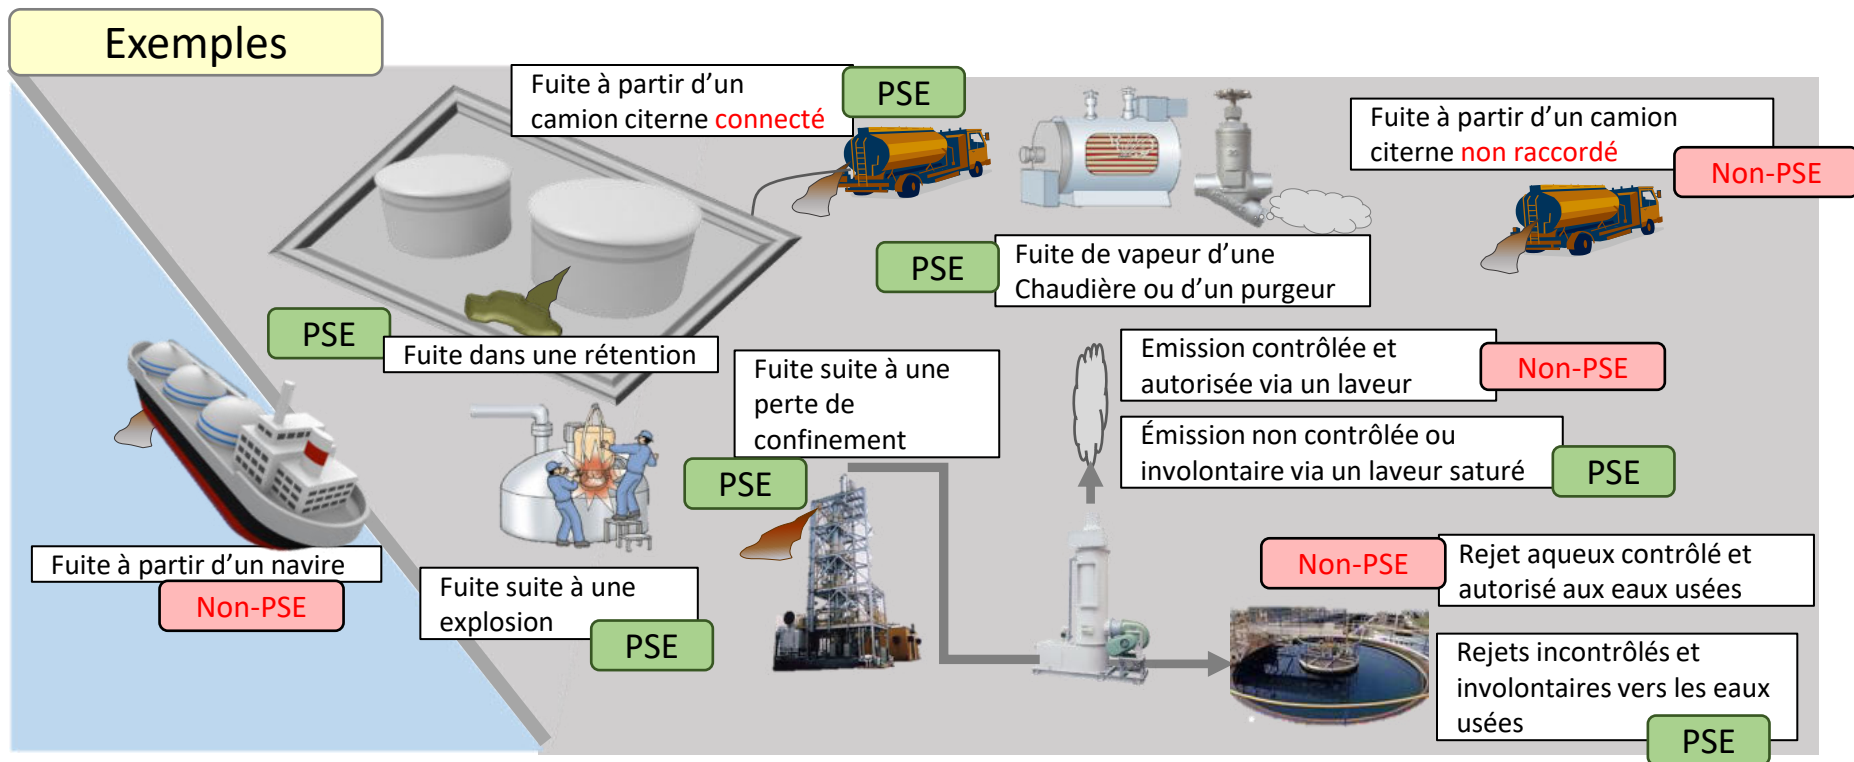 Exemples
Fuite à partir d’un
camion citerne connecté
PSE
Fuite à partir d’un camion
citerne non raccordé
Non-PSE
PSE
Fuite de vapeur d’une
Chaudière ou d’un purgeur
PSE
Fuite dans une rétention
Fuite suite à une
perte de
confinement
PSE
Emission contrôlée et
autorisée via un laveur
Non-PSE
Émission non contrôlée ou
involontaire via un laveur saturé
PSE
Fuite à partir d’un navire
Non-PSE
Fuite suite à une
explosion
PSE
Non-PSE
Rejet aqueux contrôlé et
autorisé aux eaux usées
Rejets incontrôlés et
involontaires vers les eaux
usées
PSE